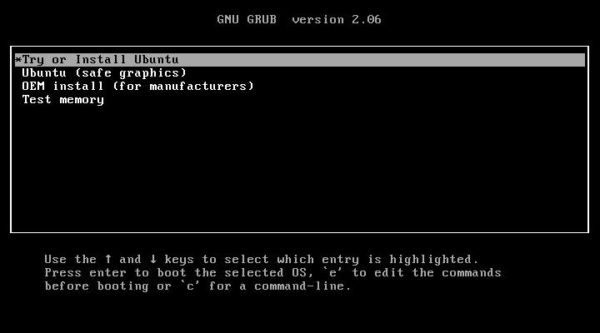 GNU GRUB  version 2.06
*Try or Install Ubuntu
Ubuntu (safe graphics)
OEM install (for manufacturers)
Test memory
Use the ↑ and ↓ keys to select which entry is highlighted.
Press enter to boot the selected OS, `e' to edit the commands
before booting or `c' for a command-line.